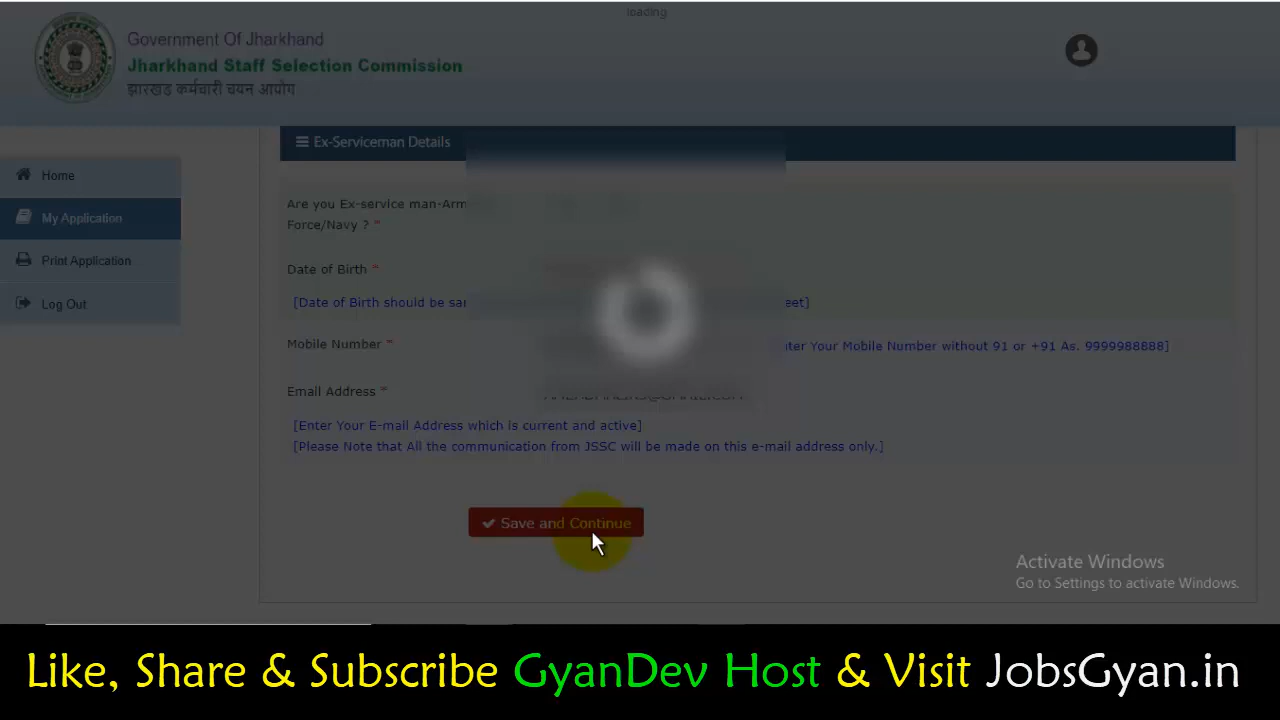 loading
Government Of Jharkhand
Jharkhand Staff Selection Commission
झारखंड कर्मचारी चयन आयोग
Ex-Serviceman Details
Home
My Application
Print Application
Log Out
Are you Ex-service man-Arm
Force/Navy ? *
Date of Birth *
[Date of Birth should be
Mobile Number *
Your Mobile Number without 91 or +91 As. 9999988888]
Email Address *
[Enter Your E-mail Address which is current and active]
[Please Note that All the communication from JSSC will be made on this e-mail address only.]
Save and Continue
Activate Windows
Go to Settings to activate Windows.
Like, Share & Subscribe GyanDev Host & Visit JobsGyan.in